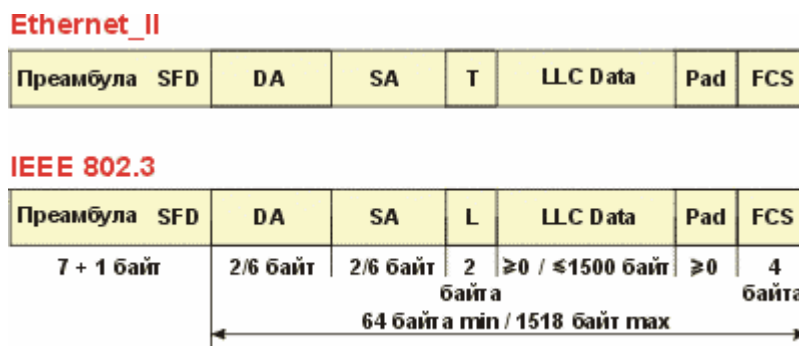 Ethernet_II
Преамбула SFD DA SA T LLC Data Pad FCS
IEEE 802.3
Преамбула SFD DA SA L LLC Data Pad FCS
7 + 1 байт 2/6 байт 2/6 байт 2 байта ≥0 / ≤1500 байт ≥0 4 байта
64 байта min / 1518 байт max